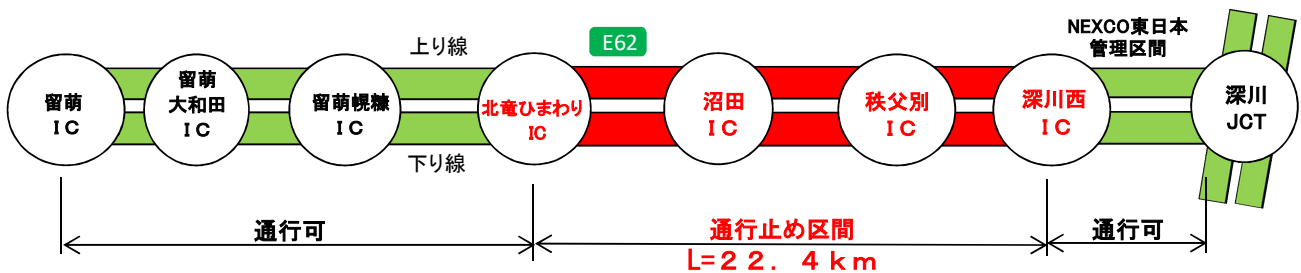 NEXCO東日本
管理区間
E62
上り線
留萌
IC
留萌
大和田
IC
留萌幌糠
IC
北竜ひまわり
IC
沼田
IC
秩父別
IC
深川西
IC
深川
JCT
下り線
通行可
通行止め区間
L=22.4km
通行可